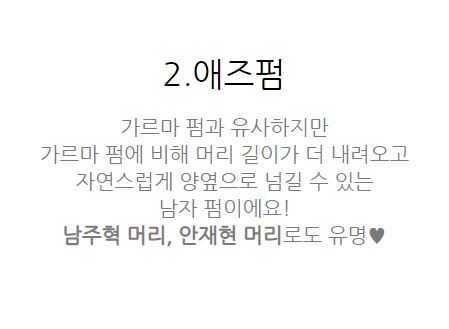 2.애즈펌
가르마 펌과 유사하지만
가르마 펌에 비해 머리 길이가 더 내려오고
자연스럽게 양옆으로 넘길 수 있는
남자 펌이에요!
남주혁 머리, 안재현 머리로도 유명♥